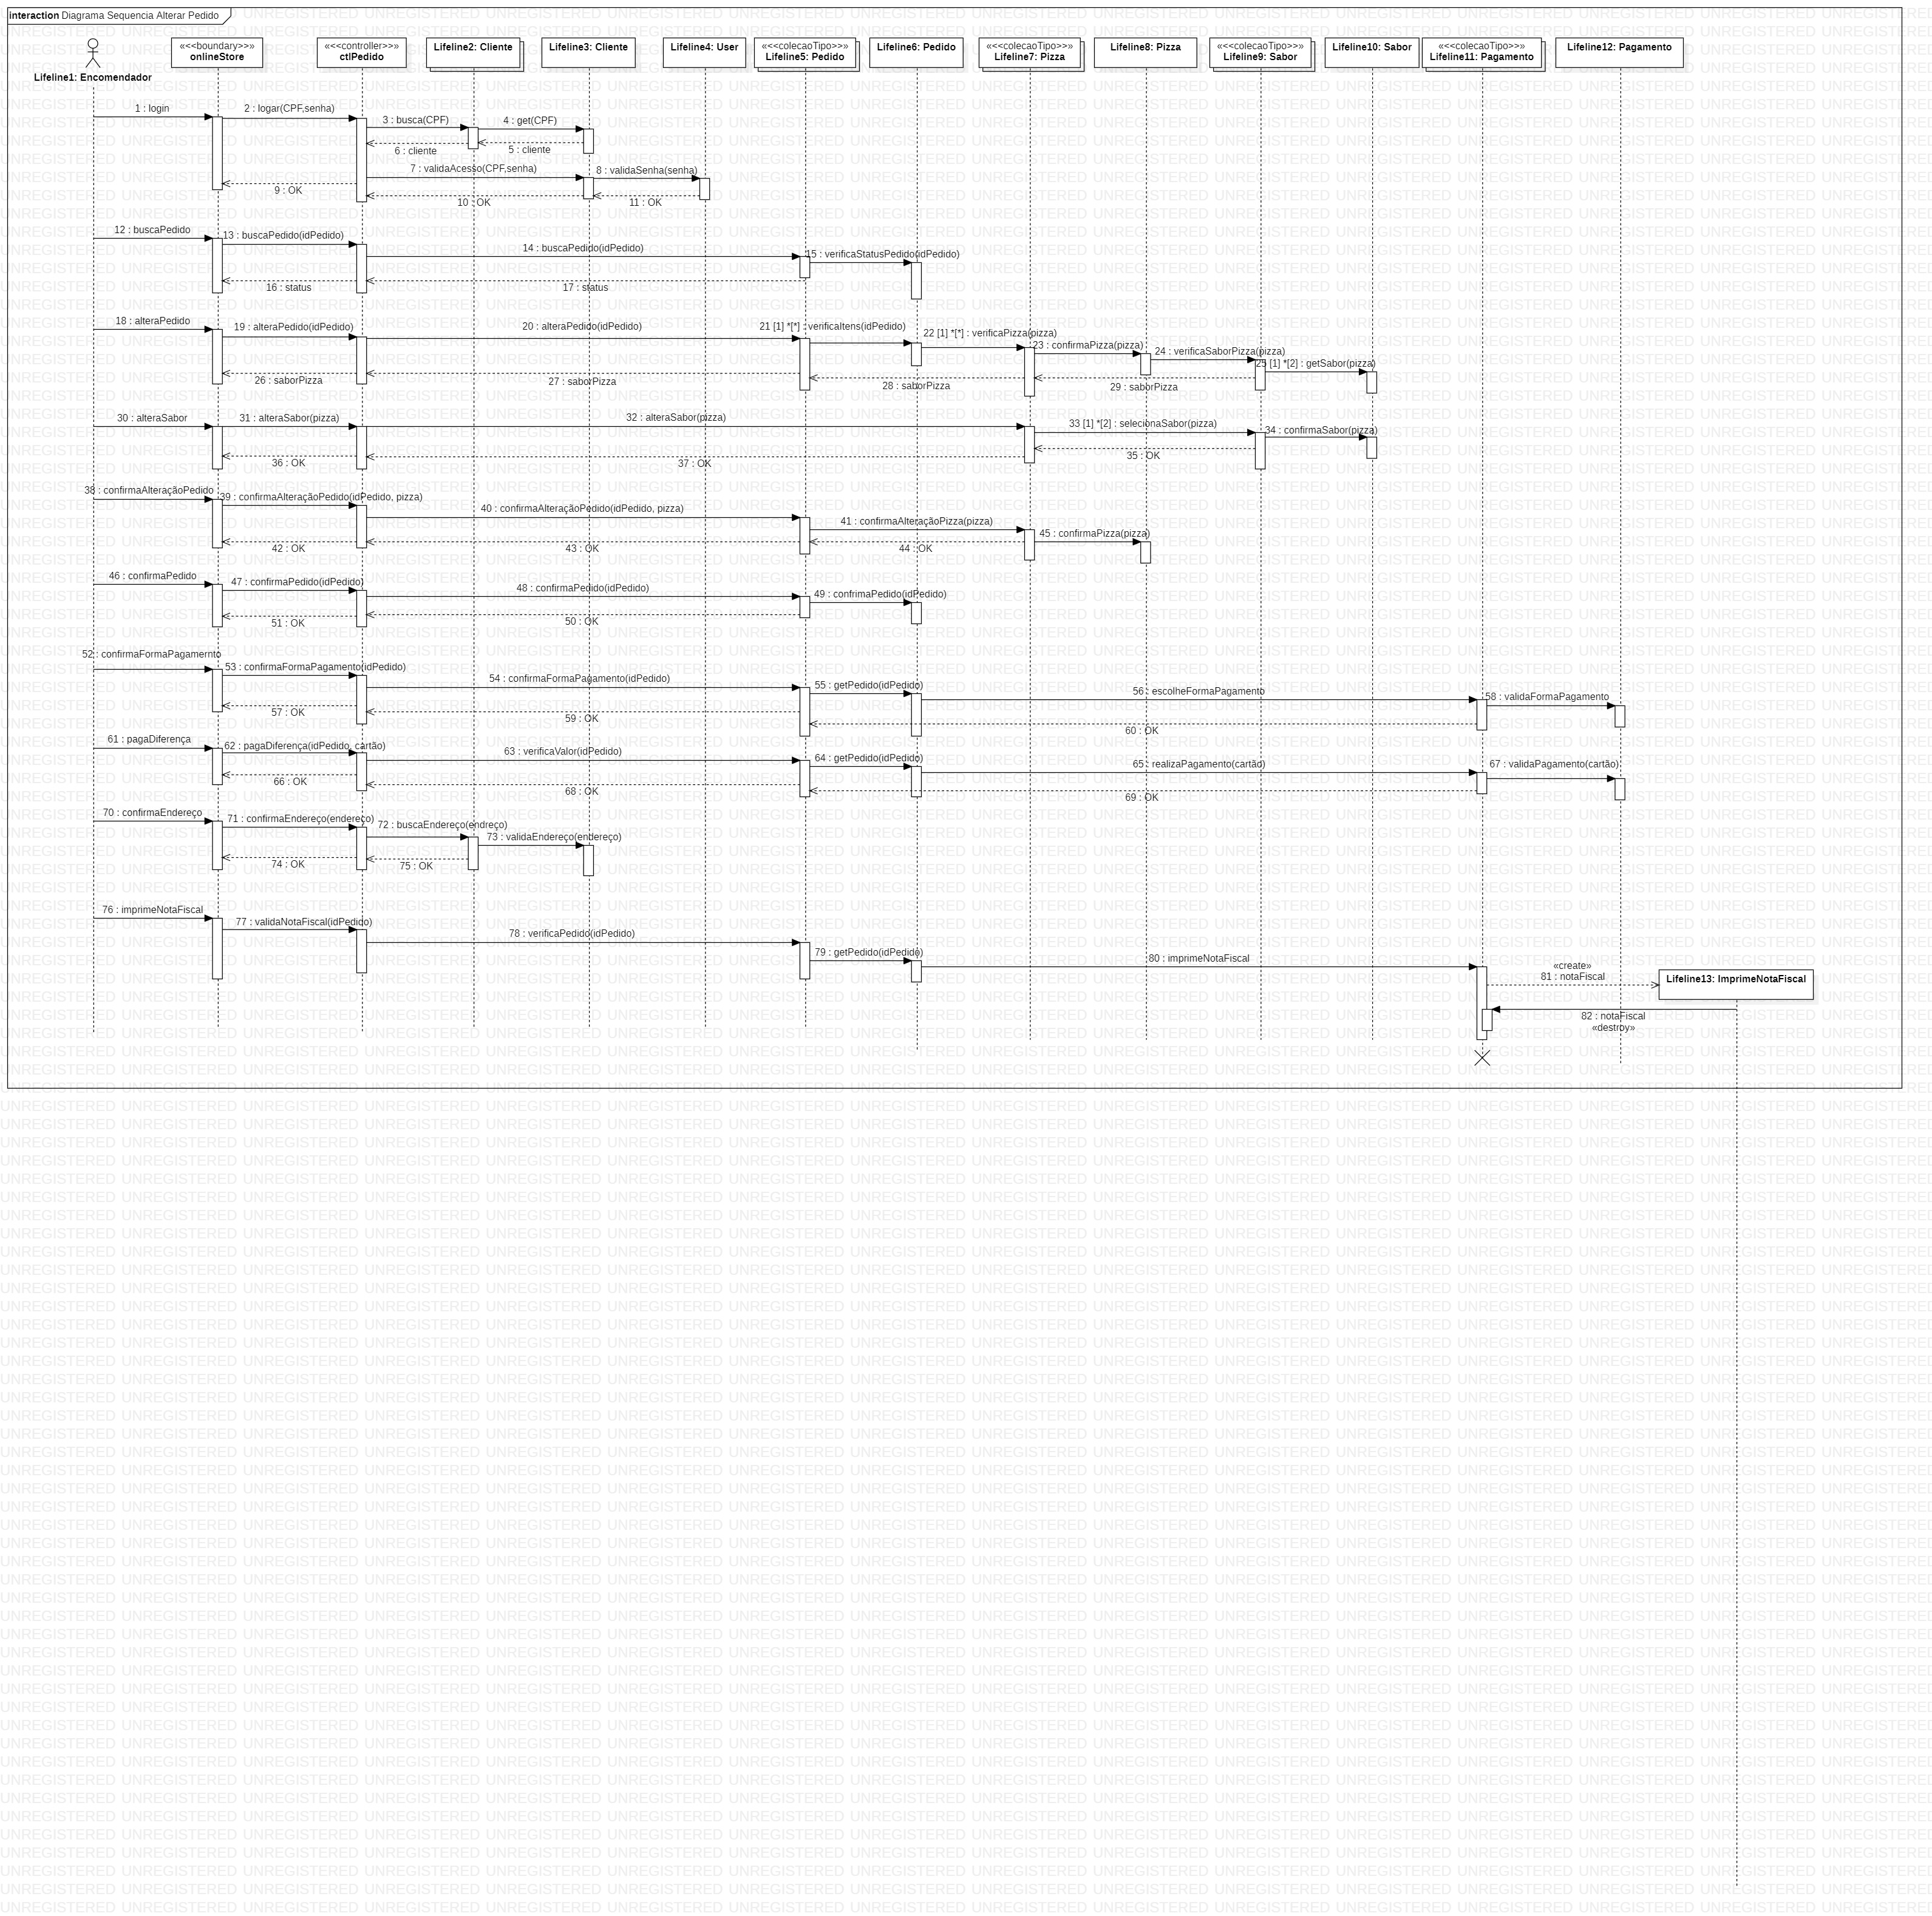 interaction Diagrama Sequencia Alterar Pedido
Lifeline1: Encomendador
«<<boundary>>»
onlineStore
«<<controller>>»
ctlPedido
Lifeline2: Cliente
Lifeline3: Cliente
Lifeline4: User
«<<colecaoTipo>>»
Lifeline5: Pedido
Lifeline6: Pedido
«<<colecaoTipo>>»
Lifeline7: Pizza
Lifeline8: Pizza
«<<colecaoTipo>>»
Lifeline9: Sabor
Lifeline10: Sabor
«<<colecaoTipo>>»
Lifeline11: Pagamento
Lifeline12: Pagamento
1 : login
2 : logar(CPF,senha)
3 : busca(CPF)
4 : get(CPF)
6 : cliente
5 : cliente
7 : validaAcesso(CPF,senha)
8 : validaSenha(senha)
9 : OK
10 : OK
11 : OK
12 : buscaPedido
13 : buscaPedido(idPedido)
14 : buscaPedido(idPedido)
15 : verificaStatusPedido(idPedido)
16 : status
17 : status
18 : alteraPedido
19 : alteraPedido(idPedido)
20 : alteraPedido(idPedido)
21 [1] *[*] : verificaItens(idPedido)
22 [1] *[*] : verificaPizza(pizza)
23 : confirmaPizza(pizza)
24 : verificaSaborPizza(pizza)
25 [1] *[2] : getSabor(pizza)
26 : saborPizza
27 : saborPizza
28 : saborPizza
29 : saborPizza
30 : alteraSabor
31 : alteraSabor(pizza)
32 : alteraSabor(pizza)
33 [1] *[2] : selecionaSabor(pizza)
34 : confirmaSabor(pizza)
36 : OK
37 : OK
35 : OK
38 : confirmaAlteraçãoPedido
39 : confirmaAlteraçãoPedido(idPedido, pizza)
40 : confirmaAlteraçãoPedido(idPedido, pizza)
41 : confirmaAlteraçãoPizza(pizza)
45 : confirmaPizza(pizza)
42 : OK
43 : OK
44 : OK
46 : confirmaPedido
47 : confirmaPedido(idPedido)
48 : confirmaPedido(idPedido)
49 : confrimaPedido(idPedido)
51 : OK
50 : OK
52 : confirmaFormaPagamernto
53 : confirmaFormaPagamento(idPedido)
54 : confirmaFormaPagamento(idPedido)
55 : getPedido(idPedido)
56 : escolheFormaPagamento
58 : validaFormaPagamento
57 : OK
59 : OK
60 : OK
61 : pagaDiferença
62 : pagaDiferença(idPedido, cartão)
63 : verificaValor(idPedido)
64 : getPedido(idPedido)
65 : realizaPagamento(cartão)
67 : validaPagamento(cartão)
66 : OK
68 : OK
69 : OK
70 : confirmaEndereço
71 : confirmaEndereço(endereço)
72 : buscaEndereço(endreço)
73 : validaEndereço(endereço)
74 : OK
75 : OK
76 : imprimeNotaFiscal
77 : validaNotaFiscal(idPedido)
78 : verificaPedido(idPedido)
79 : getPedido(idPedido)
80 : imprimeNotaFiscal
«create»
81 : notaFiscal
Lifeline13: ImprimeNotaFiscal
82 : notaFiscal
«destroy»